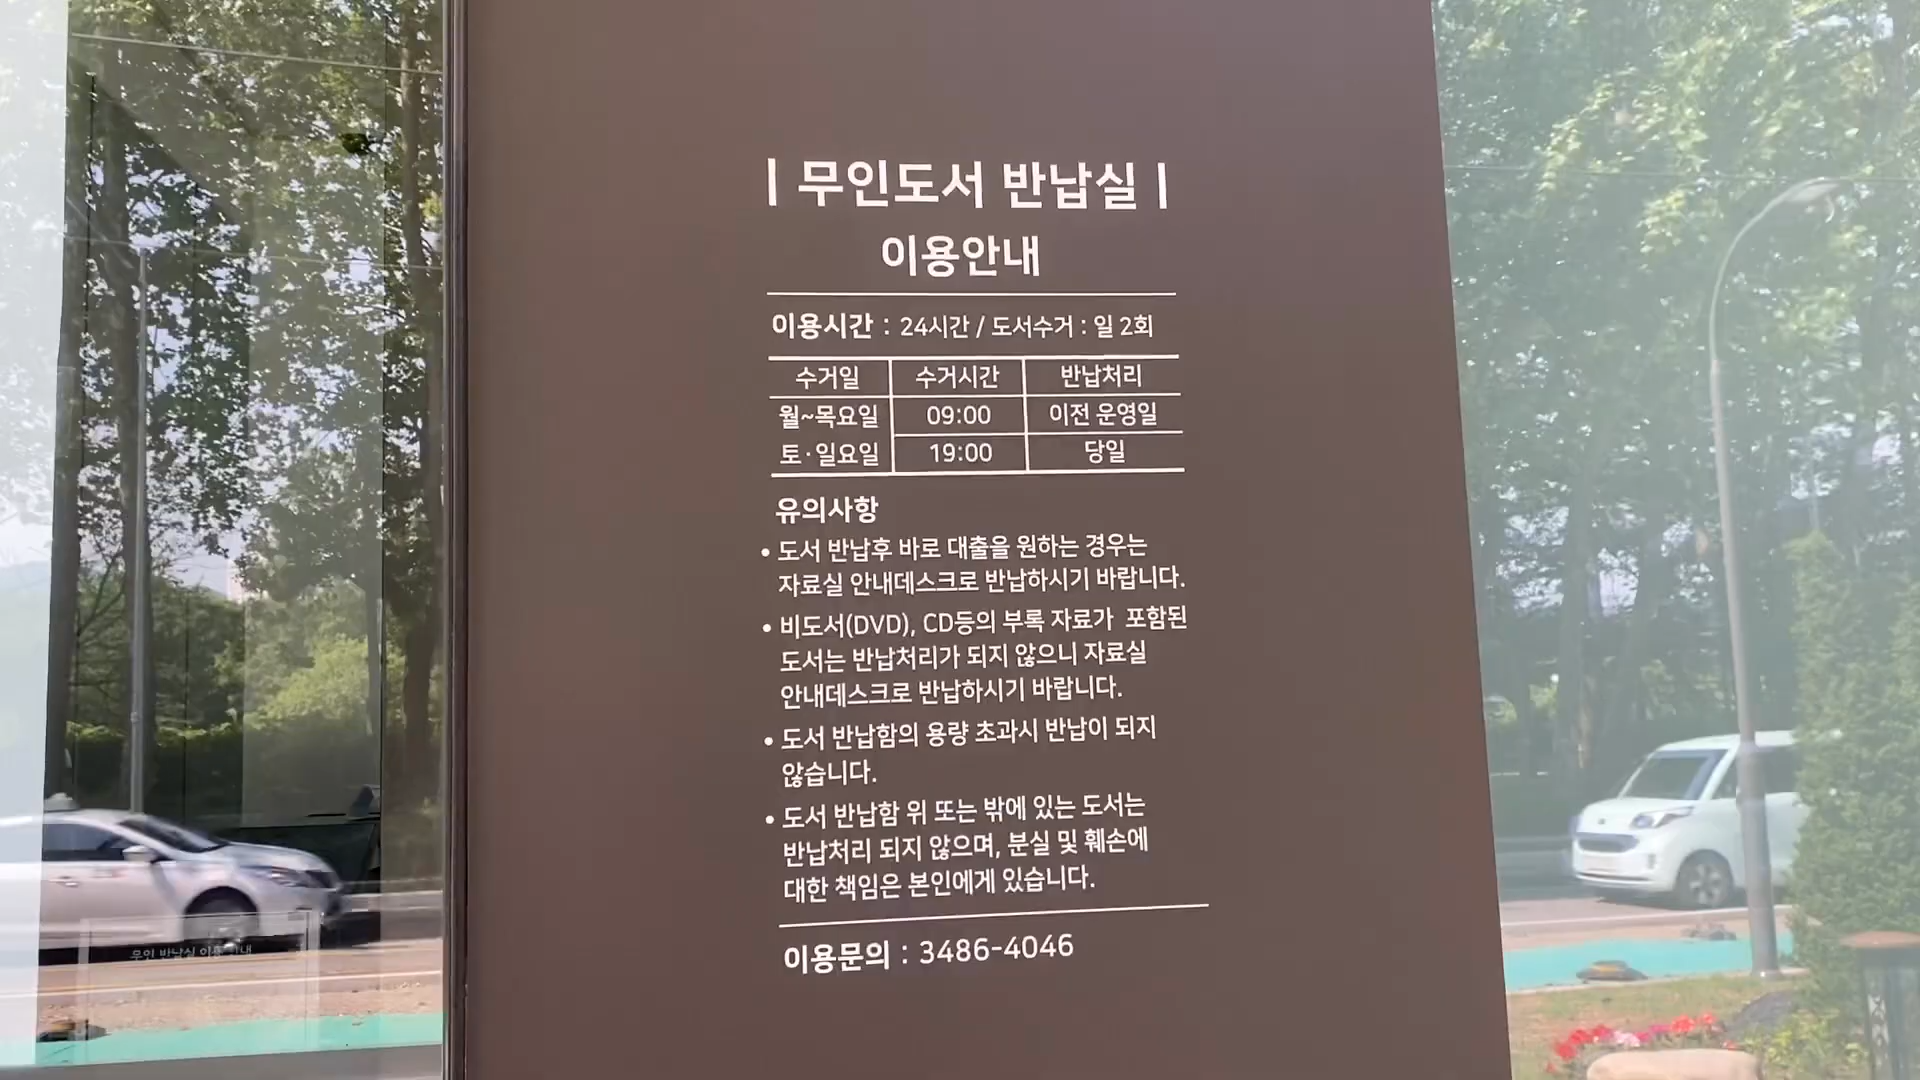 | 무인도서 반납실 |
이용안내
이용시간 : 24시간 / 도서수거 : 일 2회
수거일 수거시간 반납처리
월~목요일 09:00 이전 운영일
토·일요일 19:00 당일
유의사항
• 도서 반납후 바로 대출을 원하는 경우는
자료실 안내데스크로 반납하시기 바랍니다.
• 비도서(DVD), CD등의 부록 자료가 포함된
도서는 반납처리가 되지 않으니 자료실
안내데스크로 반납하시기 바랍니다.
• 도서 반납함의 용량 초과시 반납이 되지
않습니다.
• 도서 반납함 위 또는 밖에 있는 도서는
반납처리 되지 않으며, 분실 및 훼손에
대한 책임은 본인에게 있습니다.
이용문의 : 3486-4046
무인 반납실 이용 안내